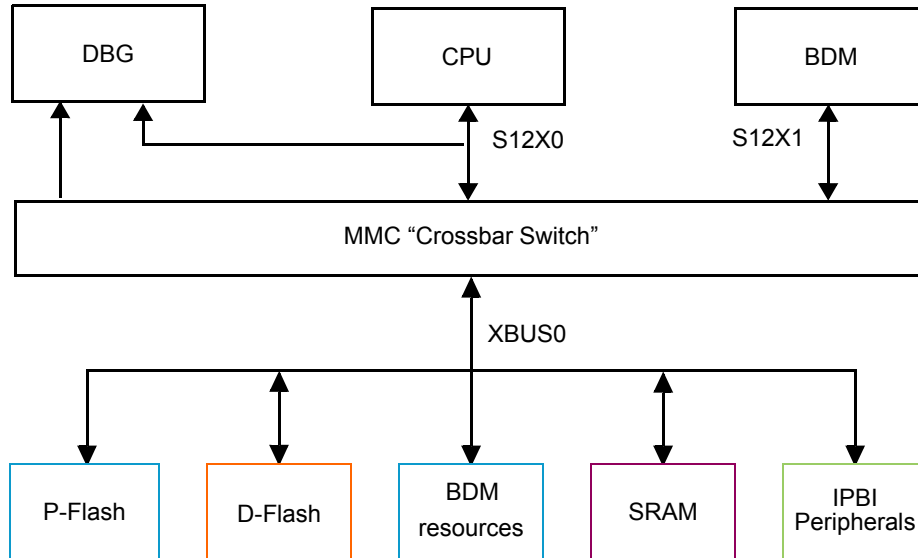 DBG
CPU
BDM
S12X0
S12X1
MMC “Crossbar Switch”
XBUS0
P-Flash
D-Flash
BDM
resources
SRAM
IPBI
Peripherals